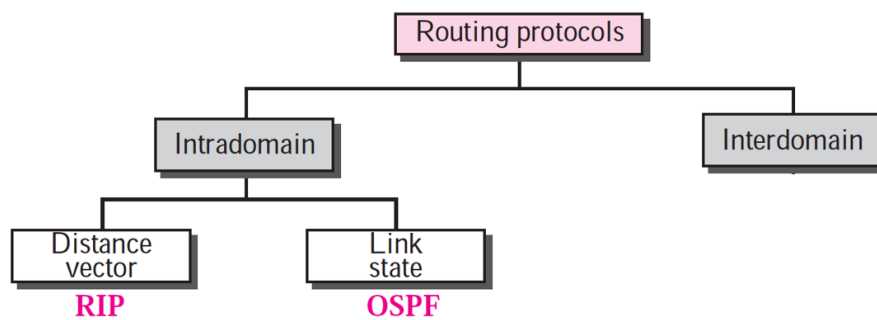 Routing protocols
Intradomain
Interdomain
Distance
vector
Link
state
RIP
OSPF